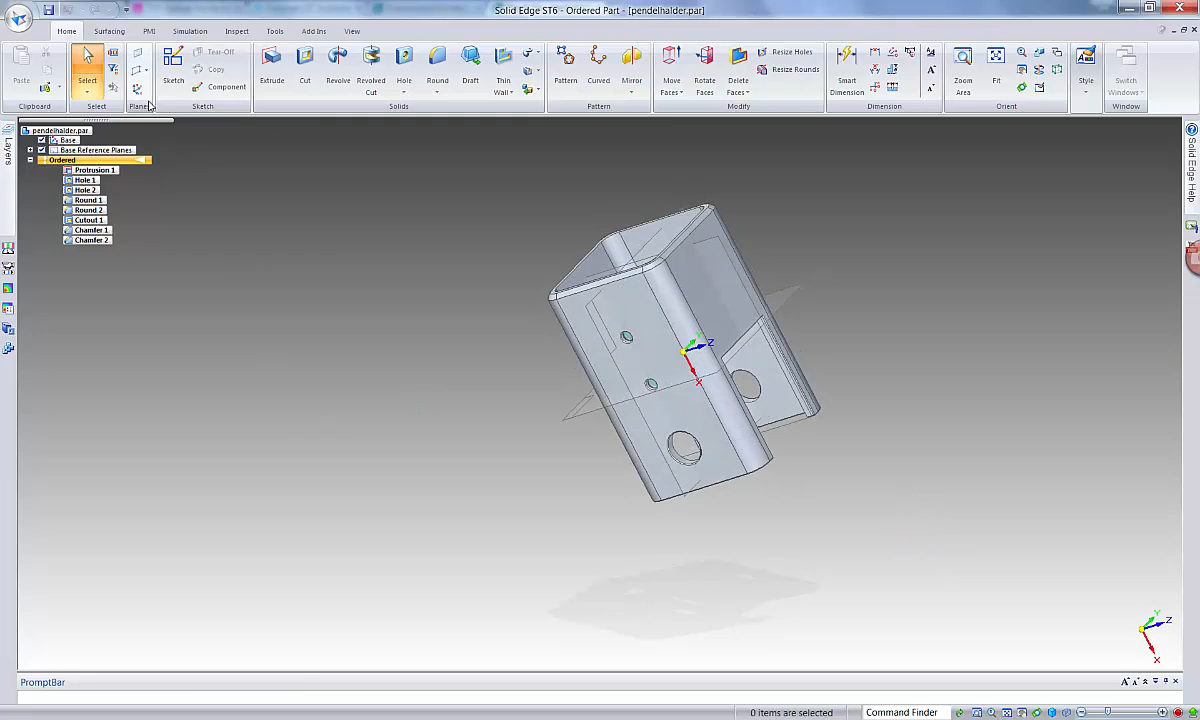 Solid Edge ST6 - Ordered Part - [pendelhalder.par]
Home Surfacing PMI Simulation Inspect Tools Add Ins View
Paste
Clipboard
Select
Select
Planes
Sketch
Tear-Off
Copy
Component
Sketch
Extrude Cut Revolve Revolved Cut Hole Round Draft Thin Wall
Solids
Pattern Curved Mirror
Pattern
Move Faces Rotate Faces Delete Faces
Resize Holes
Resize Rounds
Modify
Smart Dimension
Dimension
Zoom Area Fit
Orient
Style
Switch Windows
Window
Layers
Solid Edge Help
pendelhalder.par
Base
Base Reference Planes
Ordered
Protrusion 1
Hole 1
Hole 2
Round 1
Round 2
Cutout 1
Chamfer 1
Chamfer 2
Y
Z
X
Y
Z
X
PromptBar
0 items are selected
Command Finder